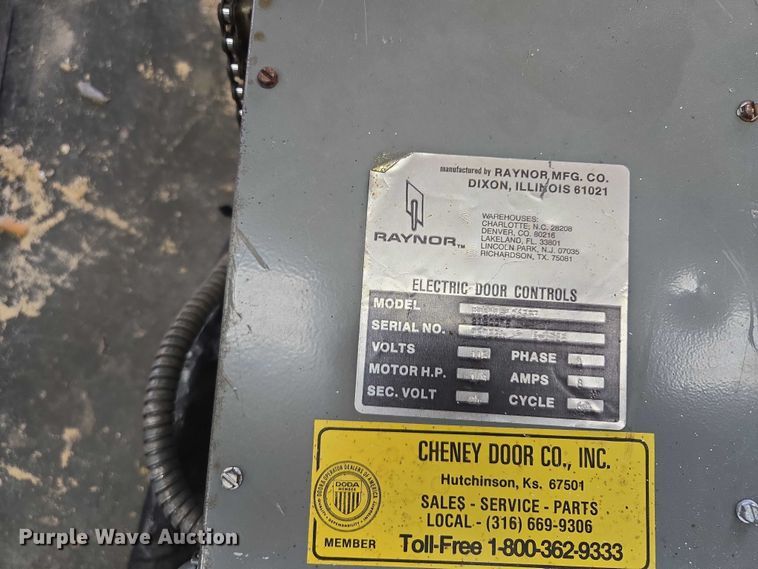 manufactured by RAYNOR MFG. CO.
DIXON, ILLINOIS 61021
RAYNOR™
WAREHOUSES:
CHARLOTTE, N.C. 28208
DENVER, CO. 80216
LAKELAND, FL. 33801
LINCOLN PARK, N.J. 07035
RICHARDSON, TX. 75081
ELECTRIC DOOR CONTROLS
MODEL
SERIAL NO.
VOLTS PHASE
MOTOR H.P. AMPS
SEC. VOLT CYCLE
CHENEY DOOR CO., INC.
Hutchinson, Ks. 67501
SALES - SERVICE - PARTS
LOCAL - (316) 669-9306
Toll-Free 1-800-362-9333
DODA
MEMBER
MEMBER
Purple Wave Auction